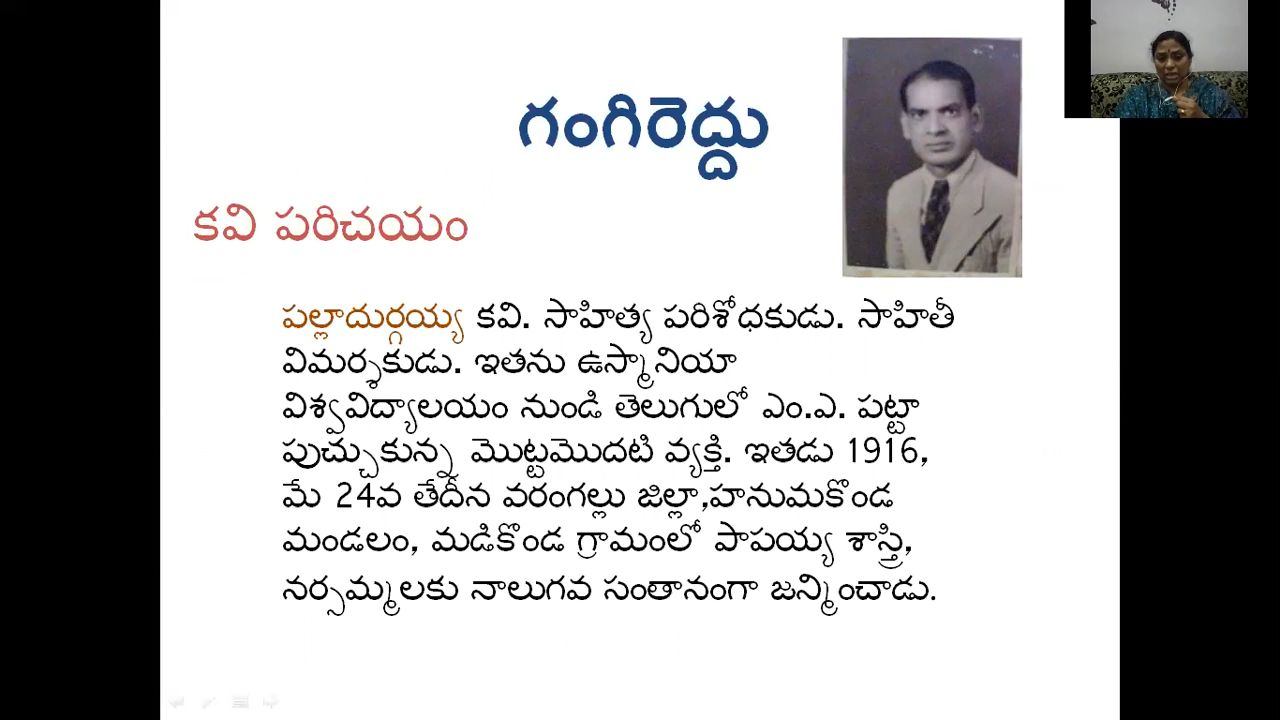 గంగిరెద్దు
కవి పరిచయం
పల్లాదుర్గయ్య కవి. సాహిత్య పరిశోధకుడు. సాహితీ
విమర్శకుడు. ఇతను ఉస్మానియా
విశ్వవిద్యాలయం నుండి తెలుగులో ఎం.ఎ. పట్టా
పుచ్చుకున్న మొట్టమొదటి వ్యక్తి. ఇతడు 1916,
మే 24వ తేదీన వరంగల్లు జిల్లా,హనుమకొండ
మండలం, మడికొండ గ్రామంలో పాపయ్య శాస్త్రి,
నర్సమ్మలకు నాలుగవ సంతానంగా జన్మించాడు.